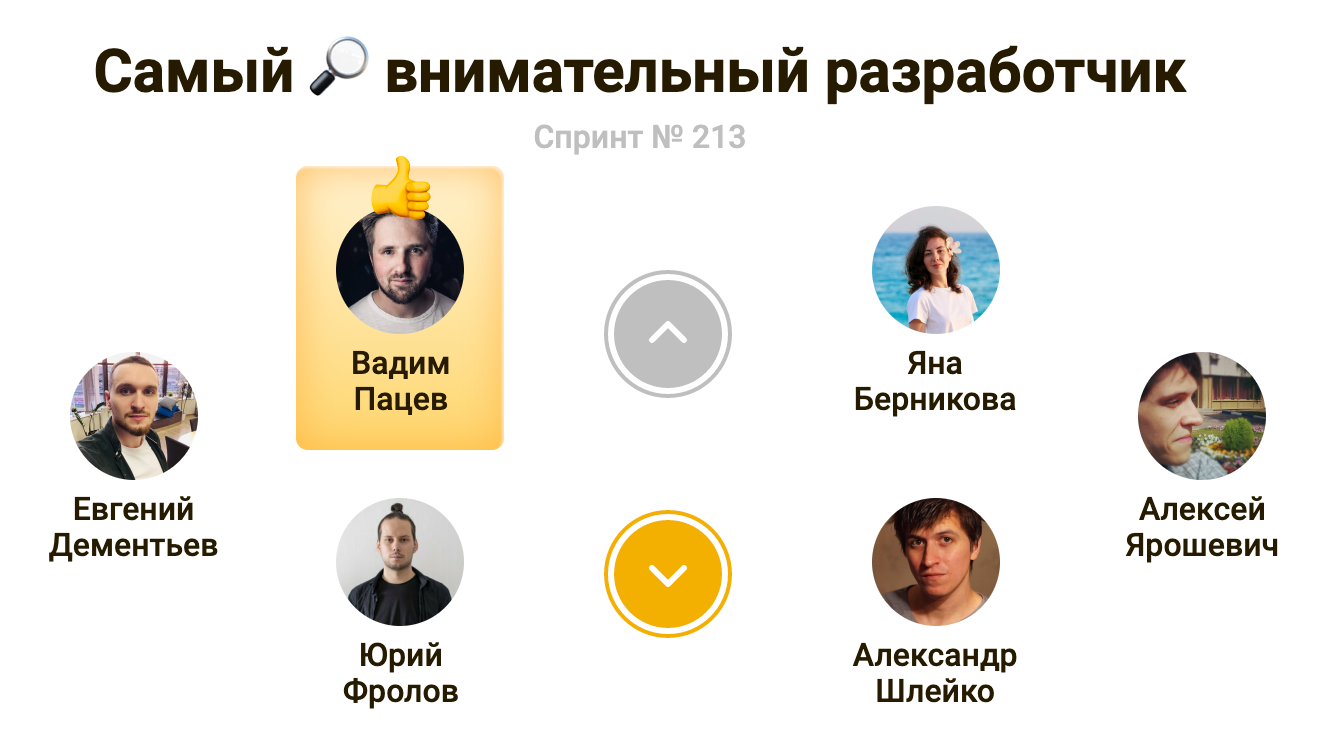 Самый 🔍 внимательный разработчик
Спринт № 213
Вадим
Пацев
Яна
Берникова
Евгений
Дементьев
Алексей
Ярошевич
Юрий
Фролов
Александр
Шлейко